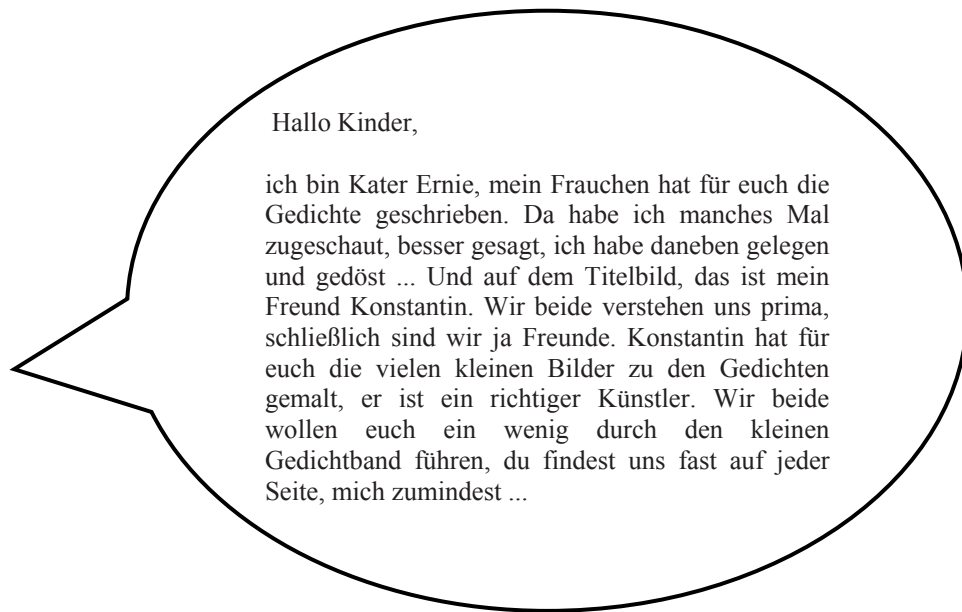 Hallo Kinder,
ich bin Kater Ernie, mein Frauchen hat für euch die
Gedichte geschrieben. Da habe ich manches Mal
zugeschaut, besser gesagt, ich habe daneben gelegen
und gedöst ... Und auf dem Titelbild, das ist mein
Freund Konstantin. Wir beide verstehen uns prima,
schließlich sind wir ja Freunde. Konstantin hat für
euch die vielen kleinen Bilder zu den Gedichten
gemalt, er ist ein richtiger Künstler. Wir beide
wollen euch ein wenig durch den kleinen
Gedichtband führen, du findest uns fast auf jeder
Seite, mich zumindest ...